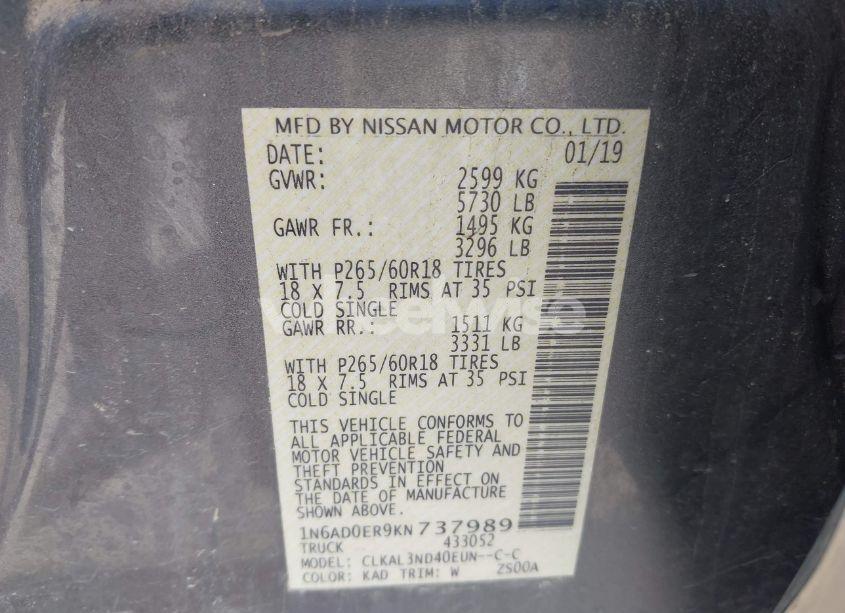 MFD BY NISSAN MOTOR CO., LTD.
DATE: 01/19
GVWR: 2599 KG
5730 LB
GAWR FR.: 1495 KG
3296 LB
WITH P265/60R18 TIRES
18 X 7.5 RIMS AT 35 PSI
COLD SINGLE
GAWR RR.: 1511 KG
3331 LB
WITH P265/60R18 TIRES
18 X 7.5 RIMS AT 35 PSI
COLD SINGLE
THIS VEHICLE CONFORMS TO
ALL APPLICABLE FEDERAL
MOTOR VEHICLE SAFETY AND
THEFT PREVENTION
STANDARDS IN EFFECT ON
THE DATE OF MANUFACTURE
SHOWN ABOVE.
1N6AD0ER9KN737989
TRUCK 433052
MODEL: CLKAL3ND40EUN--C-C
COLOR: KAD TRIM: W ZS00A